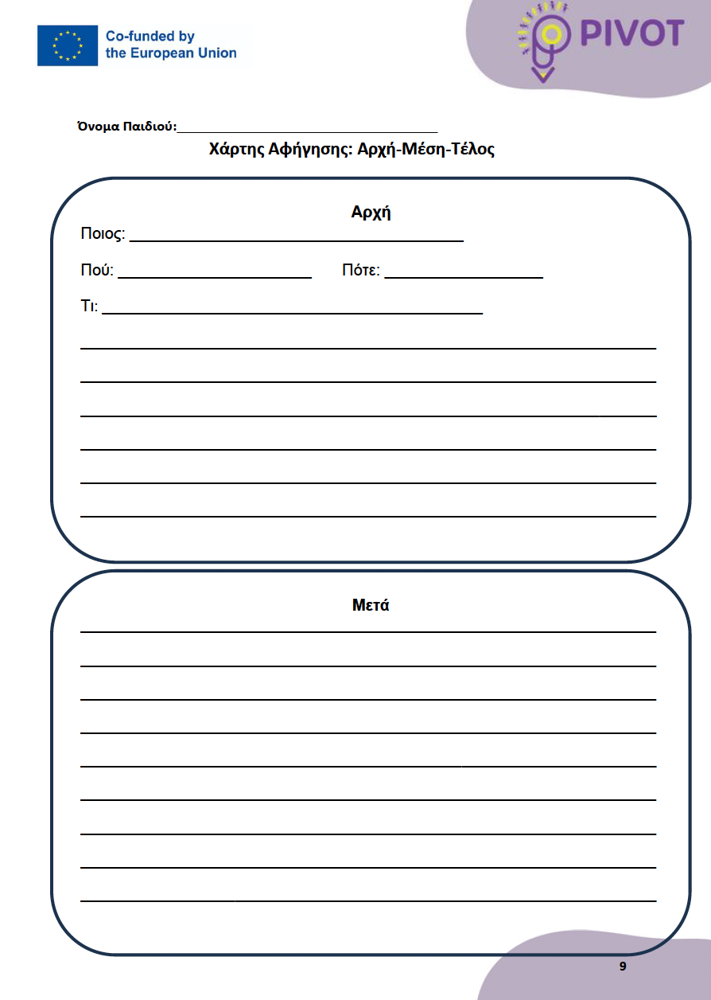 Co-funded by
the European Union
PIVOT
Όνομα Παιδιού:
Χάρτης Αφήγησης: Αρχή-Μέση-Τέλος
Αρχή
Ποιος:
Πού: Πότε:
Τι:
Μετά
9